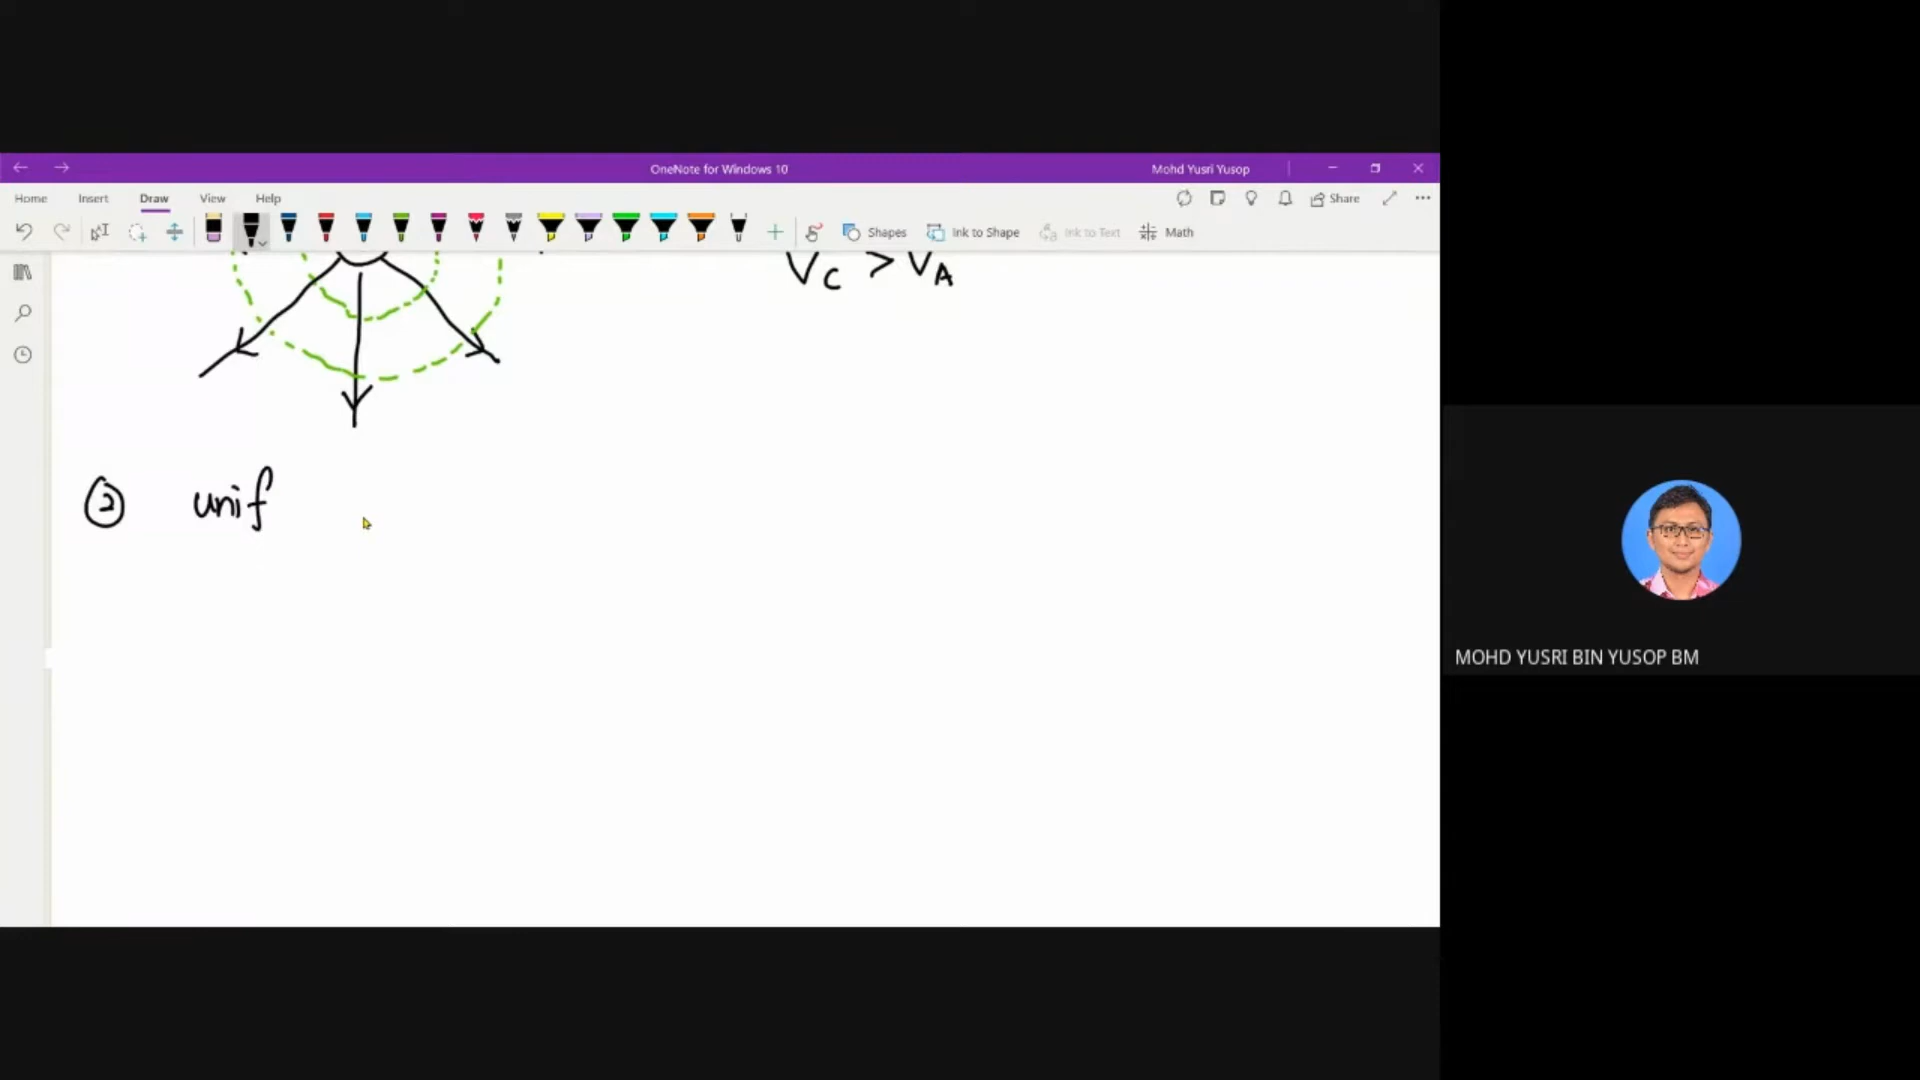 OneNote for Windows 10
Mohd Yusri Yusop
Home Insert Draw View Help
Share
Shapes Ink to Shape Ink to Text Math
VC > VA
② unif
MOHD YUSRI BIN YUSOP BM